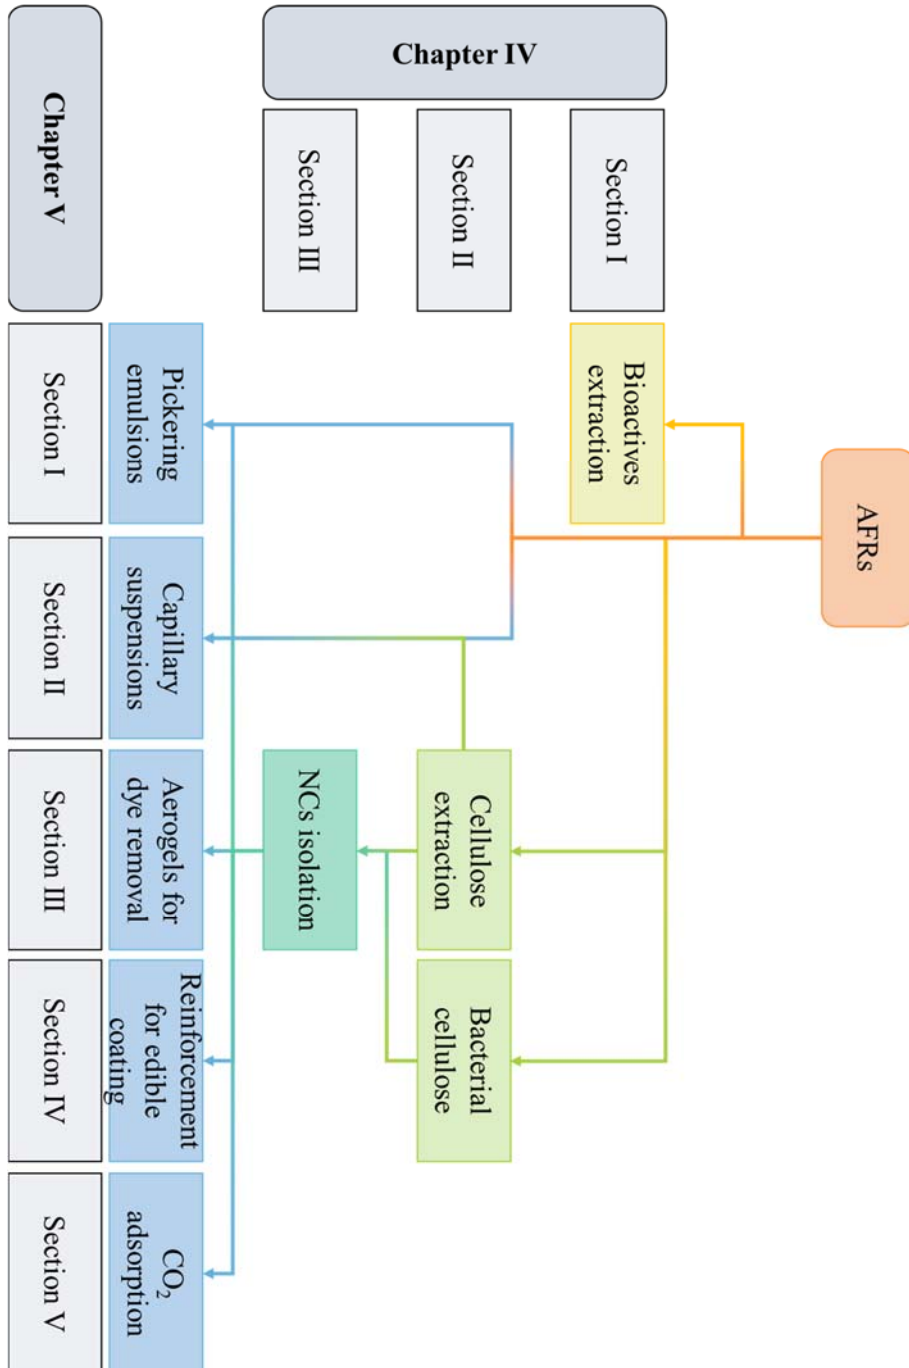 AFRs
Chapter IV
Section I
Bioactives
extraction
Section II
Cellulose
extraction
Bacterial
cellulose
Section III
NCs isolation
Pickering
emulsions
Capillary
suspensions
Aerogels for
dye removal
Reinforcement
for edible
coating
CO₂
adsorption
Chapter V
Section I
Section II
Section III
Section IV
Section V